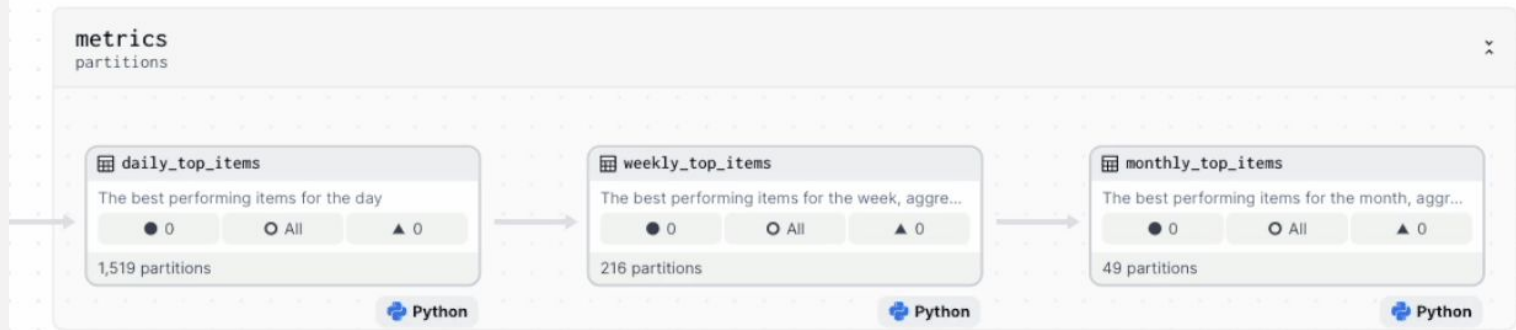 metrics
partitions
daily_top_items
The best performing items for the day
0 All 0
1,519 partitions
Python
weekly_top_items
The best performing items for the week, aggre...
0 All 0
216 partitions
Python
monthly_top_items
The best performing items for the month, aggr...
0 All 0
49 partitions
Python